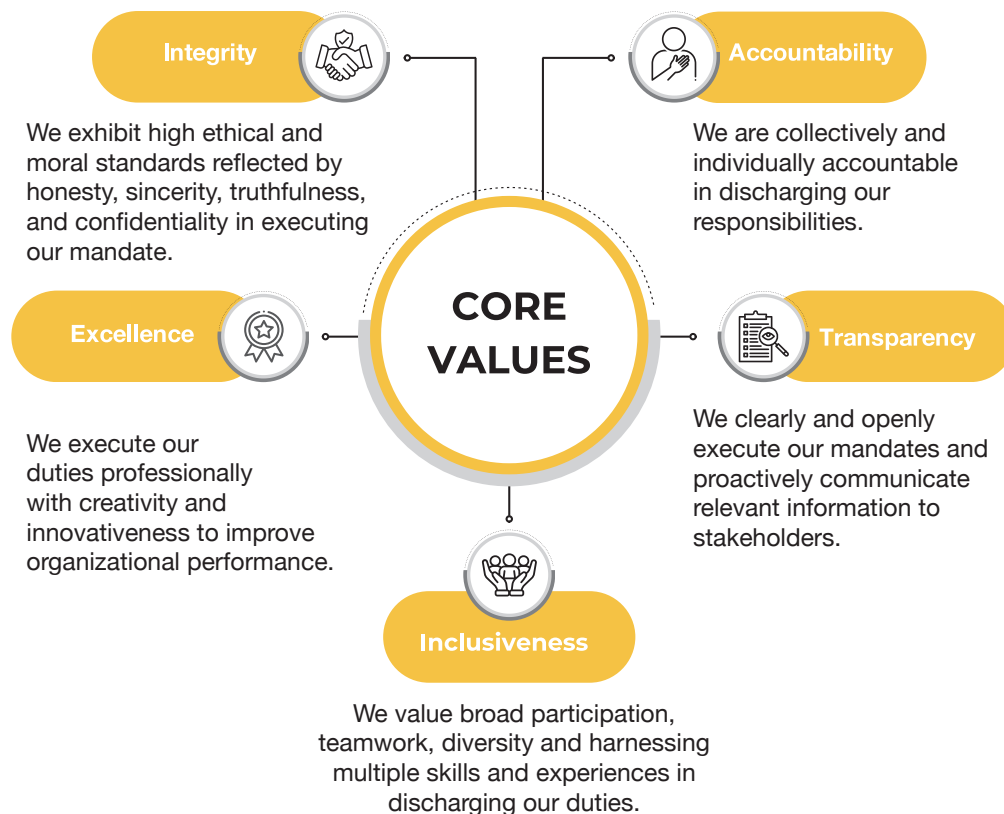 Integrity
We exhibit high ethical and
moral standards reflected by
honesty, sincerity, truthfulness,
and confidentiality in executing
our mandate.
Accountability
We are collectively and
individually accountable
in discharging our
responsibilities.
CORE
VALUES
Excellence
We execute our
duties professionally
with creativity and
innovativeness to improve
organizational performance.
Transparency
We clearly and openly
execute our mandates and
proactively communicate
relevant information to
stakeholders.
Inclusiveness
We value broad participation,
teamwork, diversity and harnessing
multiple skills and experiences in
discharging our duties.